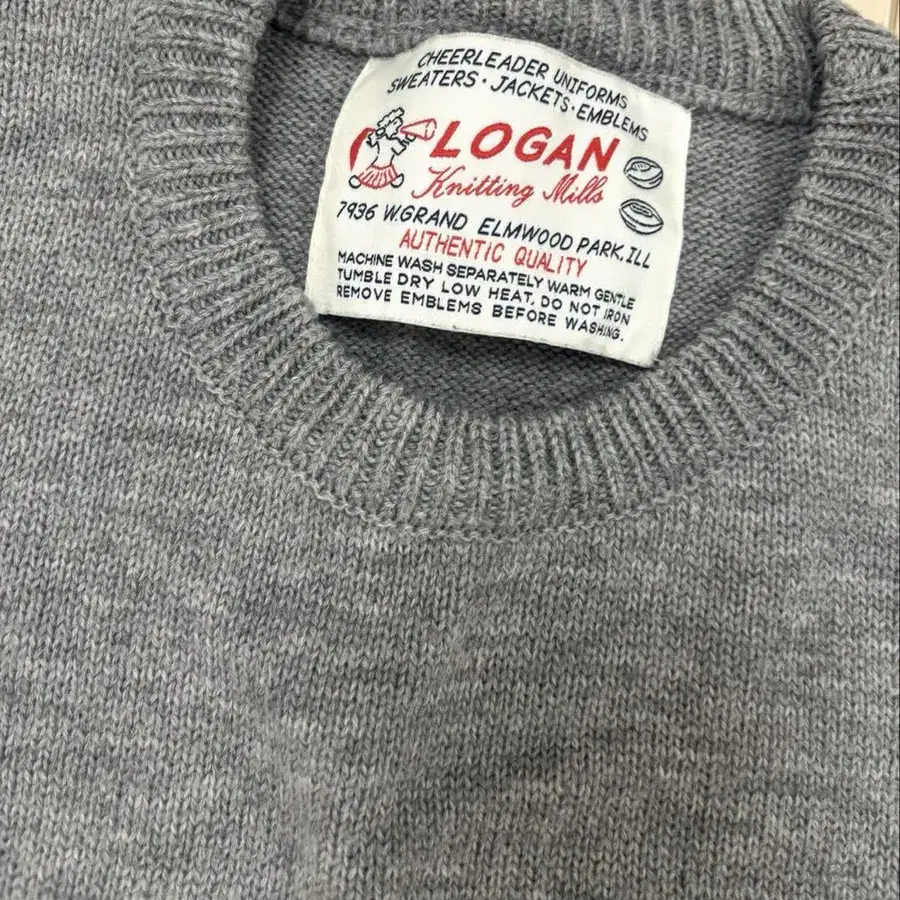 CHEERLEADER UNIFORMS
SWEATERS · JACKETS · EMBLEMS
LOGAN
Knitting Mills
7936 W.GRAND ELMWOOD PARK, ILL
AUTHENTIC QUALITY
MACHINE WASH SEPARATELY WARM GENTLE
TUMBLE DRY LOW HEAT. DO NOT IRON
REMOVE EMBLEMS BEFORE WASHING.